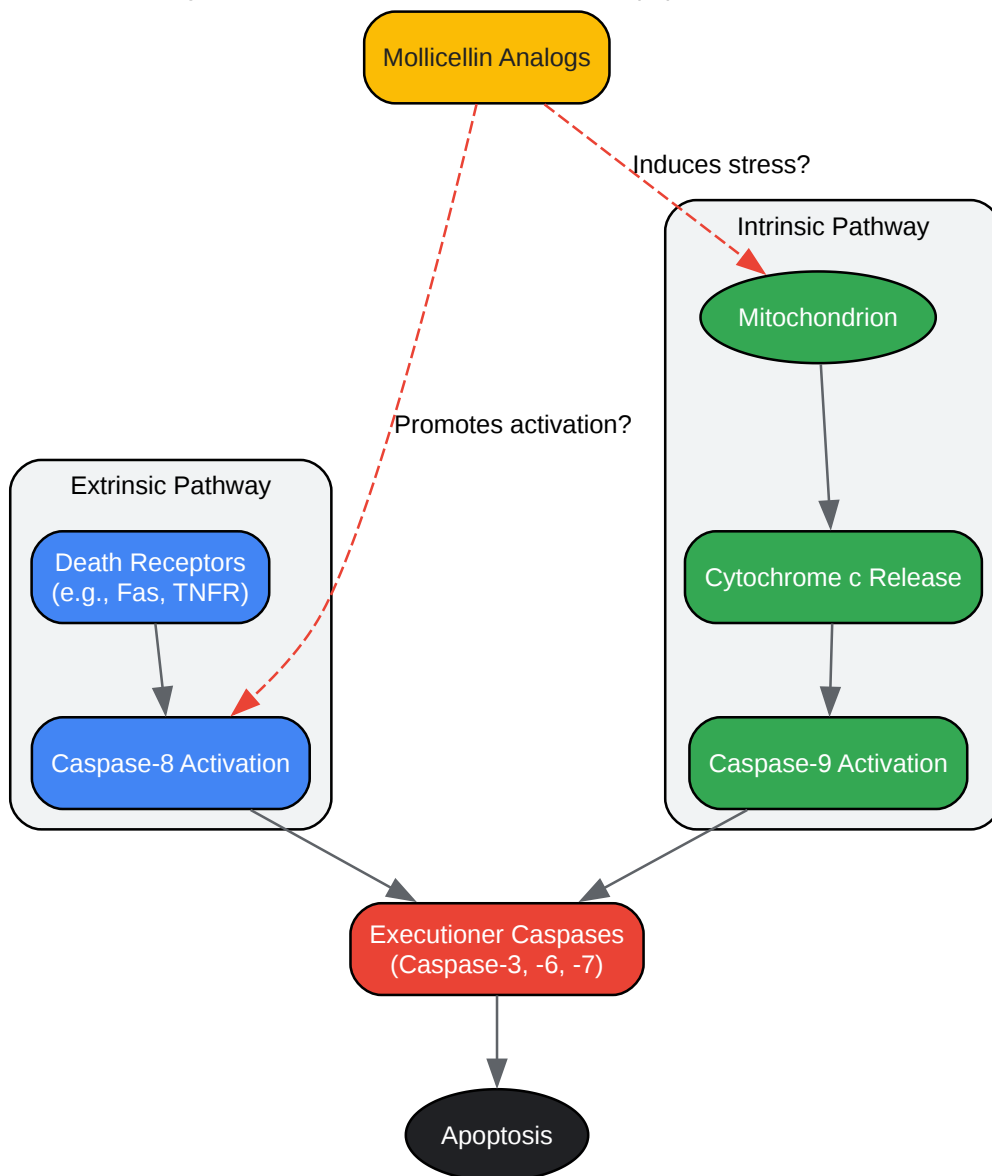 Mollicellin Analogs
Induces stress?
Intrinsic Pathway
Mitochondrion
Promotes activation?
Extrinsic Pathway
Death Receptors
(e.g., Fas, TNFR)
Cytochrome c Release
Caspase-8 Activation
Caspase-9 Activation
Executioner Caspases
(Caspase-3, -6, -7)
Apoptosis